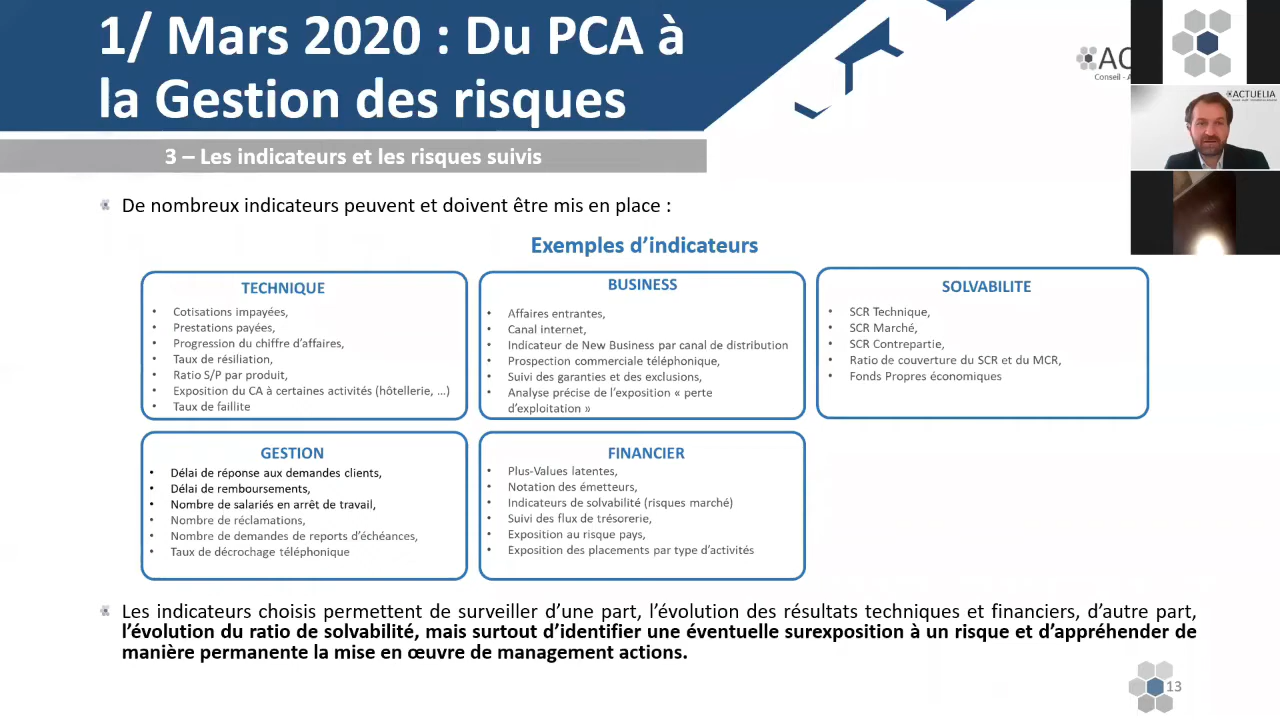 1/ Mars 2020 : Du PCA à
la Gestion des risques
AC
Conseil - A
ACTUELIA
3 – Les indicateurs et les risques suivis
De nombreux indicateurs peuvent et doivent être mis en place :
Exemples d’indicateurs
TECHNIQUE
• Cotisations impayées,
• Prestations payées,
• Progression du chiffre d’affaires,
• Taux de résiliation,
• Ratio S/P par produit,
• Exposition du CA à certaines activités (hôtellerie, …)
• Taux de faillite
BUSINESS
• Affaires entrantes,
• Canal internet,
• Indicateur de New Business par canal de distribution
• Prospection commerciale téléphonique,
• Suivi des garanties et des exclusions,
• Analyse précise de l’exposition « perte
d’exploitation »
SOLVABILITE
• SCR Technique,
• SCR Marché,
• SCR Contrepartie,
• Ratio de couverture du SCR et du MCR,
• Fonds Propres économiques
GESTION
• Délai de réponse aux demandes clients,
• Délai de remboursements,
• Nombre de salariés en arrêt de travail,
• Nombre de réclamations,
• Nombre de demandes de reports d’échéances,
• Taux de décrochage téléphonique
FINANCIER
• Plus-Values latentes,
• Notation des émetteurs,
• Indicateurs de solvabilité (risques marché)
• Suivi des flux de trésorerie,
• Exposition au risque pays,
• Exposition des placements par type d’activités
Les indicateurs choisis permettent de surveiller d’une part, l’évolution des résultats techniques et financiers, d’autre part,
l’évolution du ratio de solvabilité, mais surtout d’identifier une éventuelle surexposition à un risque et d’appréhender de
manière permanente la mise en œuvre de management actions.
13